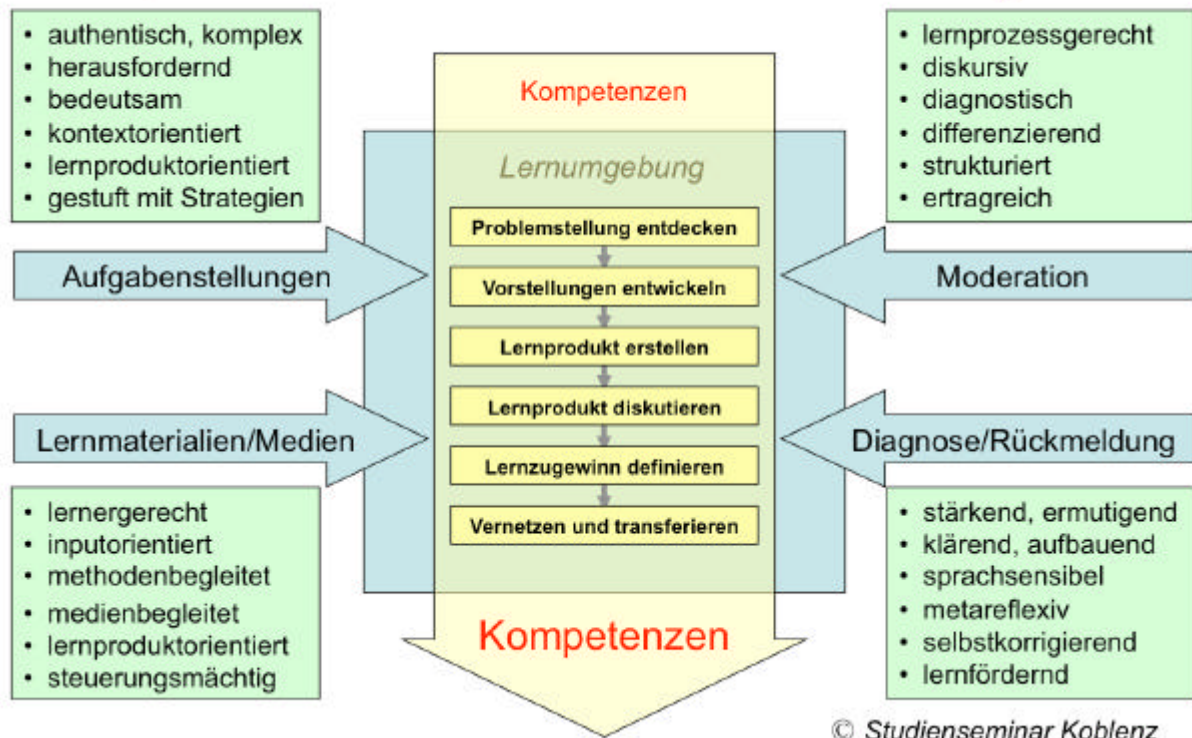 • authentisch, komplex
• herausfordernd
• bedeutsam
• kontextorientiert
• lernproduktorientiert
• gestuft mit Strategien
Aufgabenstellungen
Lernmaterialien/Medien
• lernergerecht
• inputorientiert
• methodenbegleitet
• medienbegleitet
• lernproduktorientiert
• steuerungsmächtig
Kompetenzen
Lernumgebung
Problemstellung entdecken
Vorstellungen entwickeln
Lernprodukt erstellen
Lernprodukt diskutieren
Lernzugewinn definieren
Vernetzen und transferieren
Kompetenzen
• lernprozessgerecht
• diskursiv
• diagnostisch
• differenzierend
• strukturiert
• ertragreich
Moderation
Diagnose/Rückmeldung
• stärkend, ermutigend
• klärend, aufbauend
• sprachsensibel
• metareflexiv
• selbstkorrigierend
• lernfördernd
© Studienseminar Koblenz